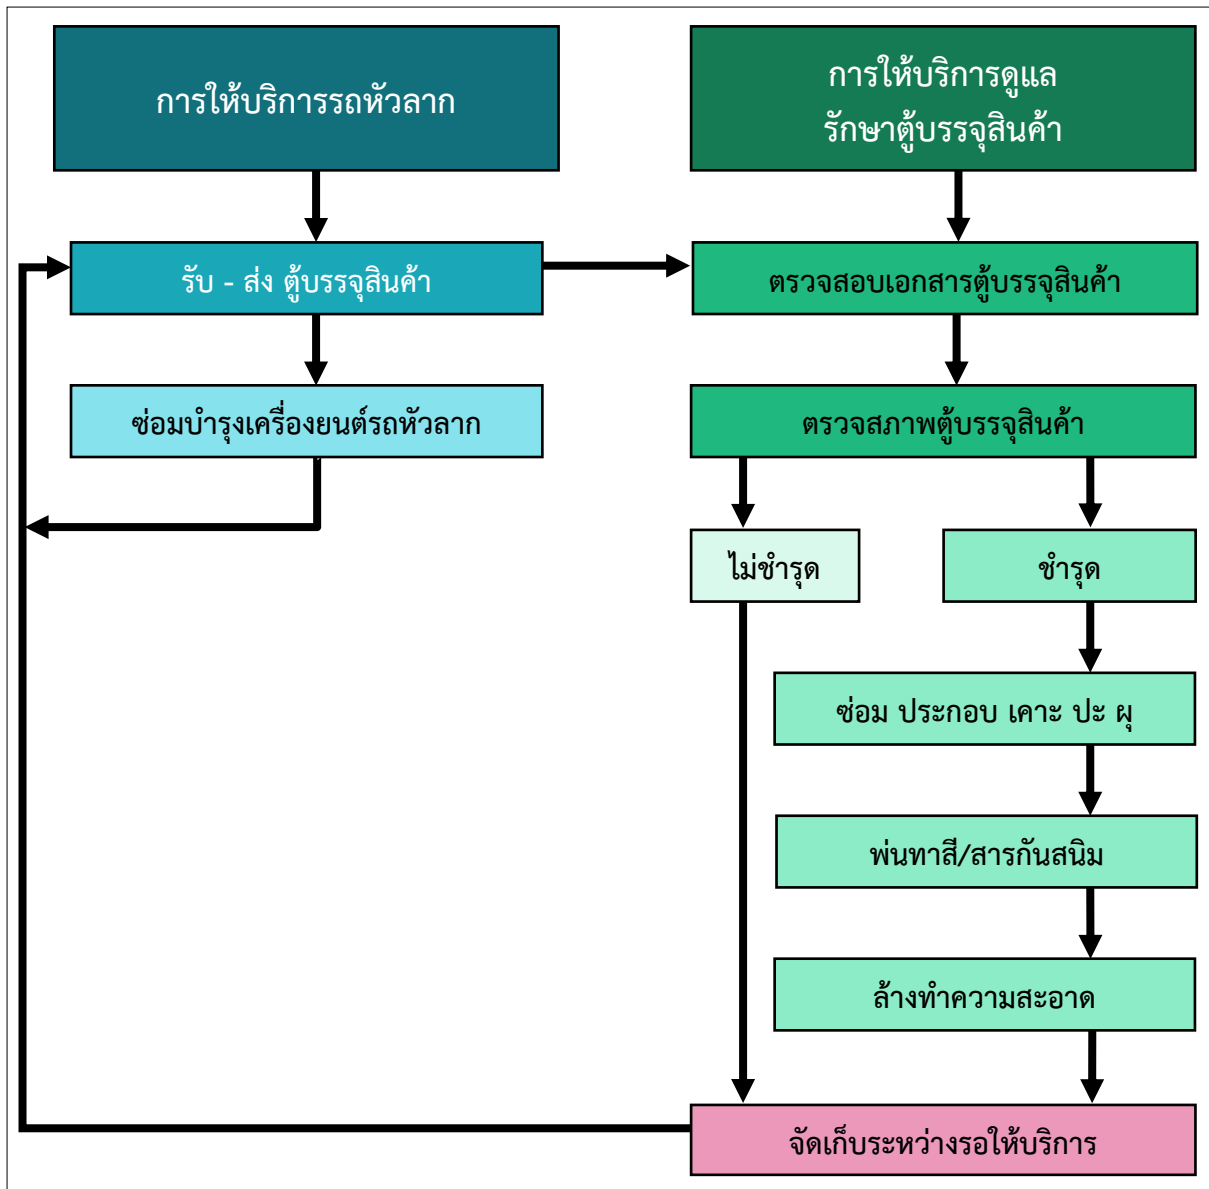 การให้บริการรถหัวลาก
การให้บริการดูแล
รักษาตู้บรรจุสินค้า
รับ - ส่ง ตู้บรรจุสินค้า
ตรวจสอบเอกสารตู้บรรจุสินค้า
ซ่อมบำรุงเครื่องยนต์รถหัวลาก
ตรวจสภาพตู้บรรจุสินค้า
ไม่ชำรุด
ชำรุด
ซ่อม ประกอบ เคาะ ปะ ผุ
พ่นทาสี/สารกันสนิม
ล้างทำความสะอาด
จัดเก็บระหว่างรอให้บริการ